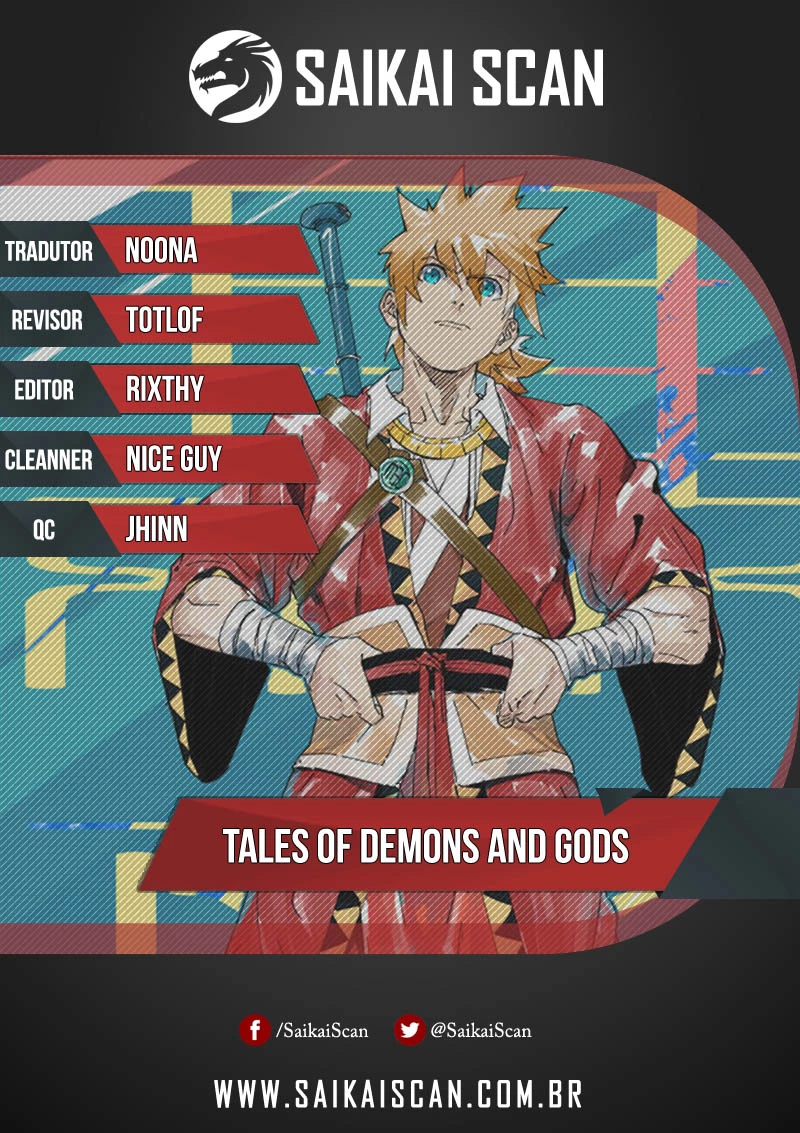 SAIKAI SCAN
TRADUTOR NOONA
REVISOR TOTLOF
EDITOR RIXTHY
CLEANNER NICE GUY
QC JHINN
TALES OF DEMONS AND GODS
/SaikaiScan @SaikaiScan
WWW.SAIKAISCAN.COM.BR